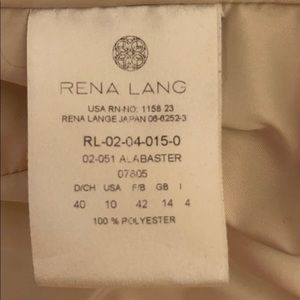 RENA LANG
USA RN-NO: 1158 23
RENA LANGE JAPAN 06-6252-3
RL-02-04-015-0
02-051 ALABASTER
07805
D/CH USA F/B GB I
40 10 42 14 4
100 % POLYESTER